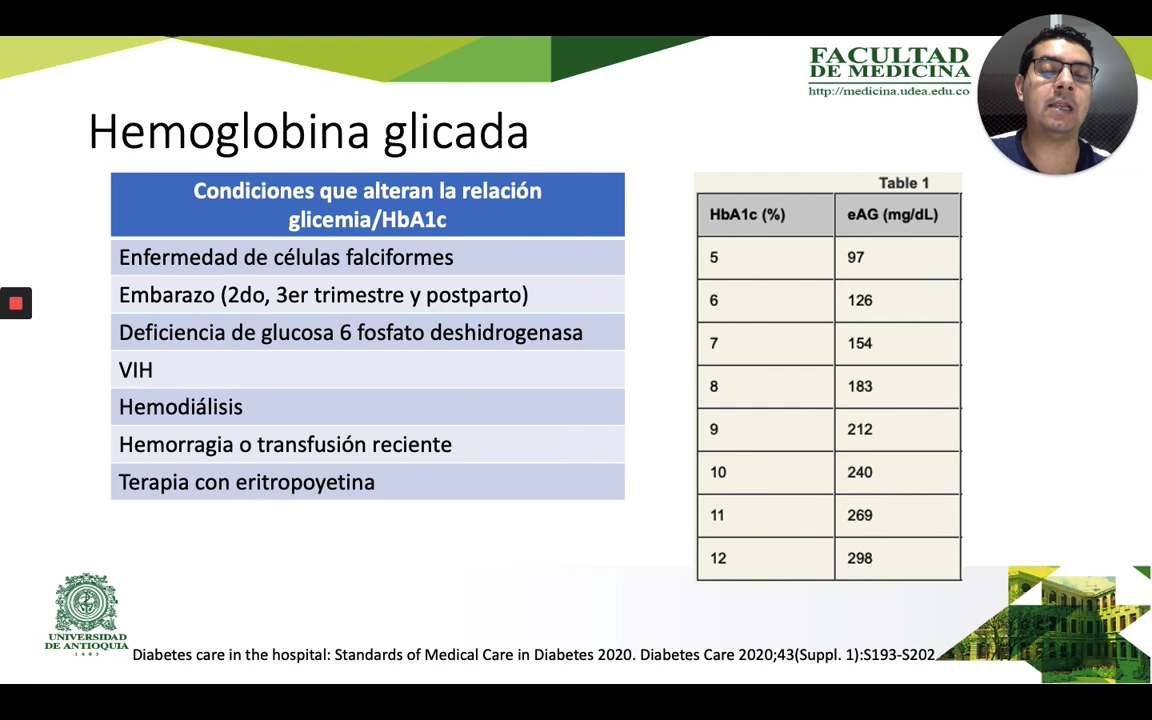 FACULTAD
DE MEDICINA
http://medicina.udea.edu.co
Hemoglobina glicada
Condiciones que alteran la relación
glicemia/HbA1c
Enfermedad de células falciformes
Embarazo (2do, 3er trimestre y postparto)
Deficiencia de glucosa 6 fosfato deshidrogenasa
VIH
Hemodiálisis
Hemorragia o transfusión reciente
Terapia con eritropoyetina
Table 1
HbA1c (%) eAG (mg/dL)
5 97
6 126
7 154
8 183
9 212
10 240
11 269
12 298
UNIVERSIDAD
DE ANTIOQUIA
1803
Diabetes care in the hospital: Standards of Medical Care in Diabetes 2020. Diabetes Care 2020;43(Suppl. 1):S193-S202